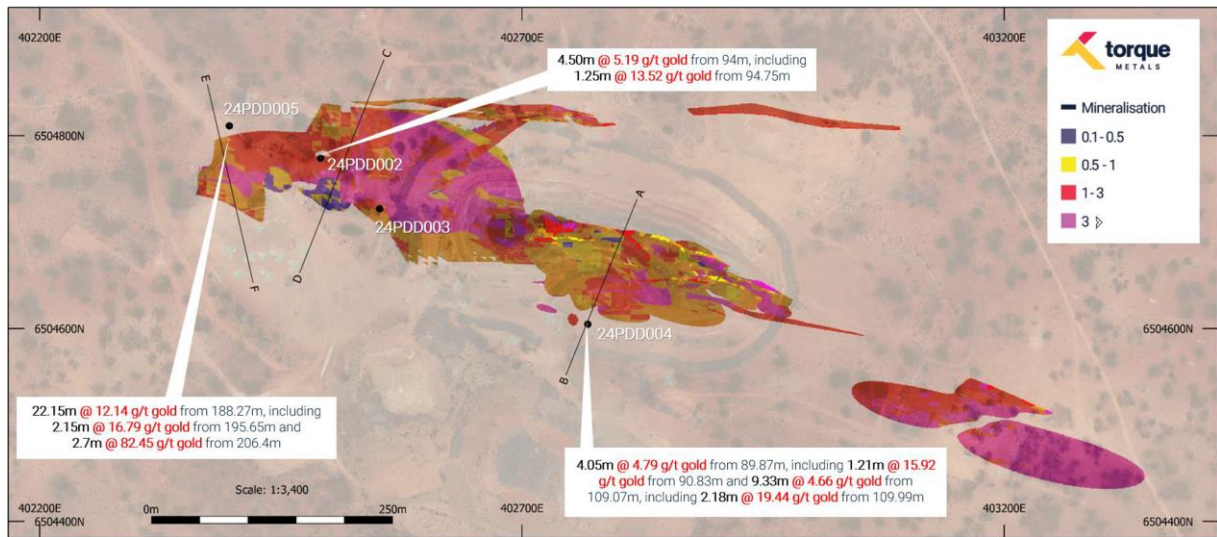 402200E
402700E
403200E
torque
METALS
Mineralisation
0.1- 0.5
0.5 - 1
1 - 3
3
4.50m @ 5.19 g/t gold from 94m, including
1.25m @ 13.52 g/t gold from 94.75m
C
E
24PDD005
6504800N
6504800N
24PDD002
24PDD003
A
D
F
6504600N
24PDD004
6504600N
B
22.15m @ 12.14 g/t gold from 188.27m, including
2.15m @ 16.79 g/t gold from 195.65m and
2.7m @ 82.45 g/t gold from 206.4m
4.05m @ 4.79 g/t gold from 89.87m, including 1.21m @ 15.92
g/t gold from 90.83m and 9.33m @ 4.66 g/t gold from
109.07m, including 2.18m @ 19.44 g/t gold from 109.99m
Scale: 1:3,400
0m
250m
402200E
402700E
403200E
6504400N
6504400N